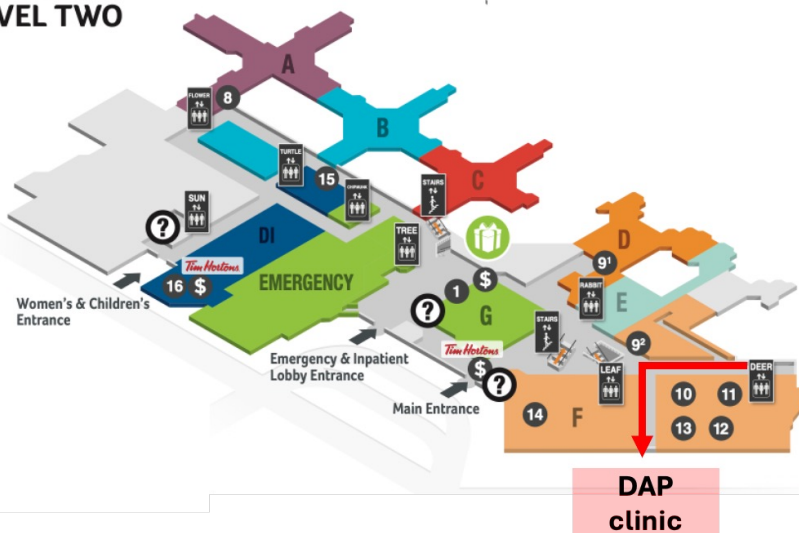 VEL TWO
A
FLOWER
8
B
TURTLE
15
CHIPMUNK
C
STAIRS
SUN
?
DI
TREE
D
9¹
Tim Hortons
16 $
EMERGENCY
1 $
RABBIT
E
Women's & Children's
Entrance
?
G
STAIRS
9²
Emergency & Inpatient
Lobby Entrance
Tim Hortons
$
?
LEAF
DEER
Main Entrance
14
F
10 11
13 12
DAP
clinic